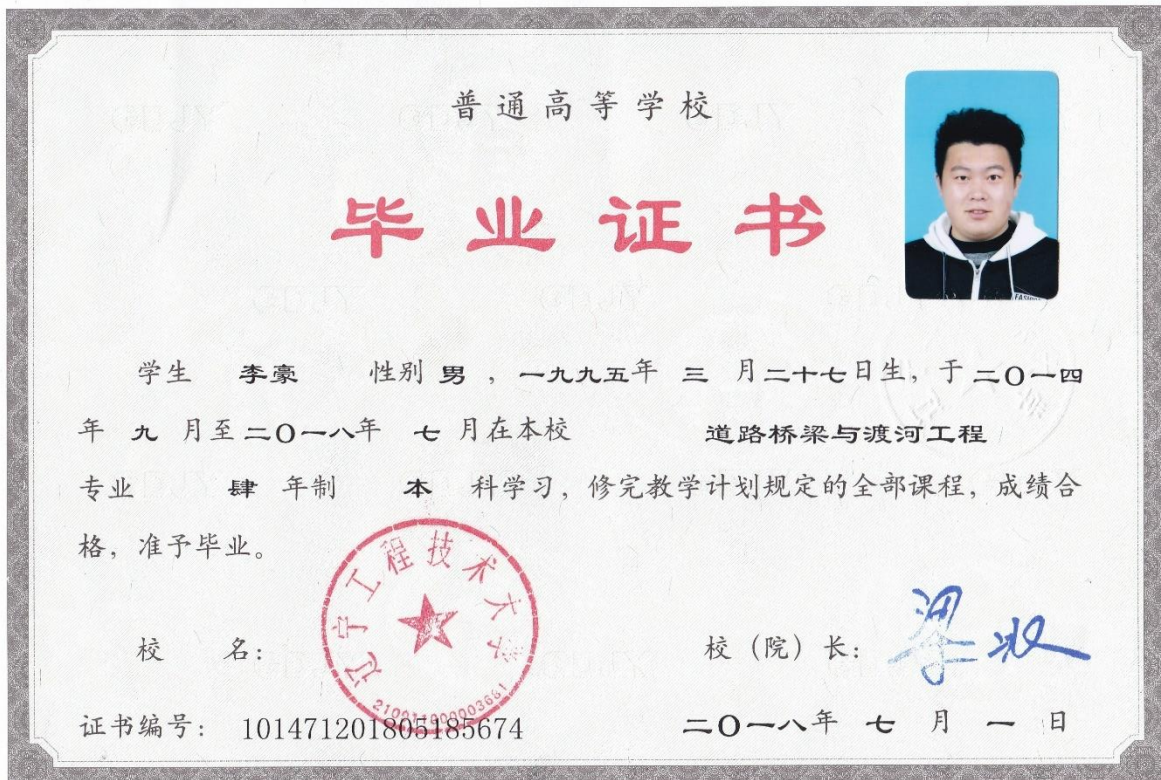 普通高等学校
毕业证书
FASHI
学生 李豪 性别 男 ，一九九五年 三 月二十七日生，于 二〇一四
年 九 月至二〇一八年 七 月在本校 道路桥梁与渡河工程
专业 肆 年制 本 科学习，修完教学计划规定的全部课程，成绩合
格，准予毕业。
辽宁工程技术大学
校 名：
校（院）长：
210011000003681
证书编号： 101471201805185674
二〇一八年 七 月 一 日